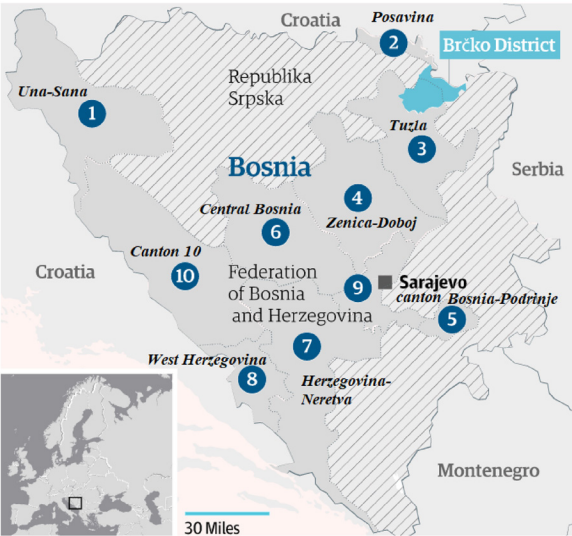 Posavina
Croatia
2
Brčko District
Una-Sana
1
Republika
Srpska
Tuzla
3
Bosnia
Serbia
4
Zenica-Doboj
Central Bosnia
6
Canton 10
10
Croatia
Federation
of Bosnia
and Herzegovina
9
Sarajevo
canton
Bosnia-Podrinje
5
7
West Herzegovina
8
Herzegovina-
Neretva
Montenegro
30 Miles